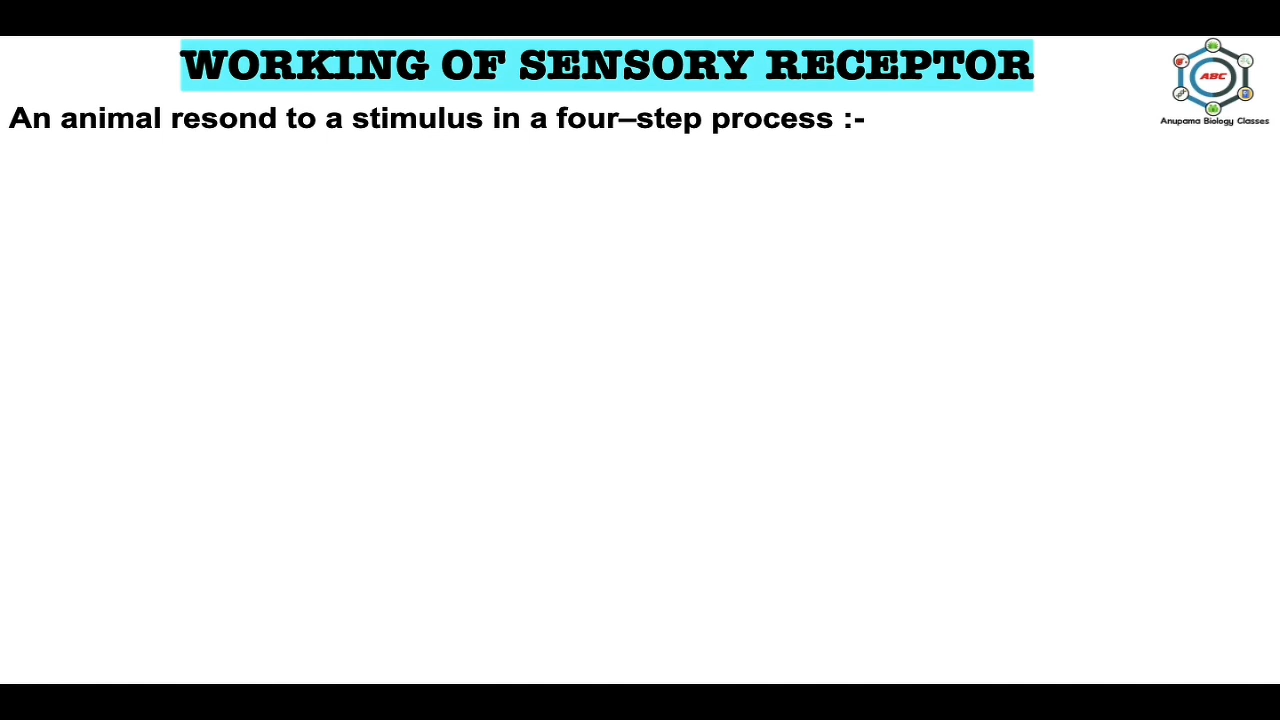 WORKING OF SENSORY RECEPTOR
ABC
Anupama Biology Classes
An animal resond to a stimulus in a four–step process :-